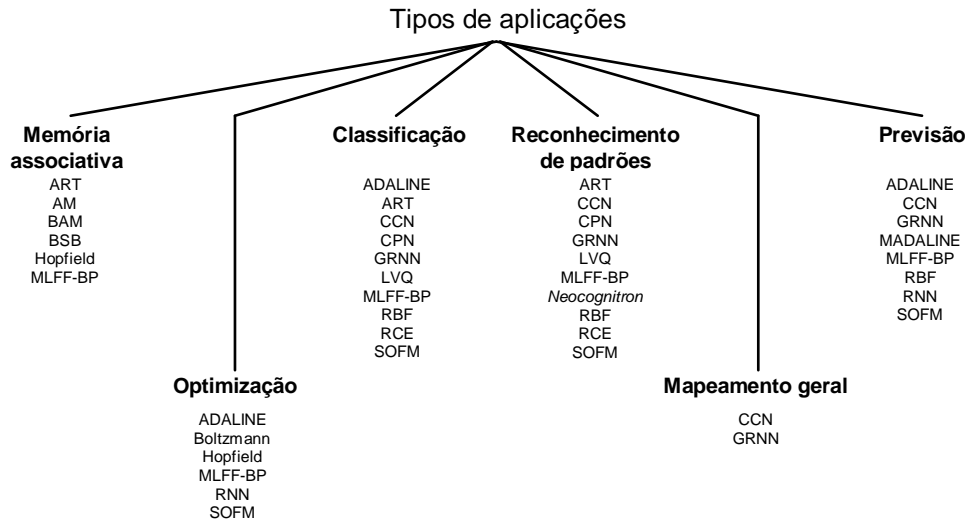 Tipos de aplicações
Memória
associativa
ART
AM
BAM
BSB
Hopfield
MLFF-BP
Optimização
ADALINE
Boltzmann
Hopfield
MLFF-BP
RNN
SOFM
Classificação
ADALINE
ART
CCN
CPN
GRNN
LVQ
MLFF-BP
RBF
RCE
SOFM
Reconhecimento
de padrões
ART
CCN
CPN
GRNN
LVQ
MLFF-BP
Neocognitron
RBF
RCE
SOFM
Mapeamento geral
CCN
GRNN
Previsão
ADALINE
CCN
GRNN
MADALINE
MLFF-BP
RBF
RNN
SOFM